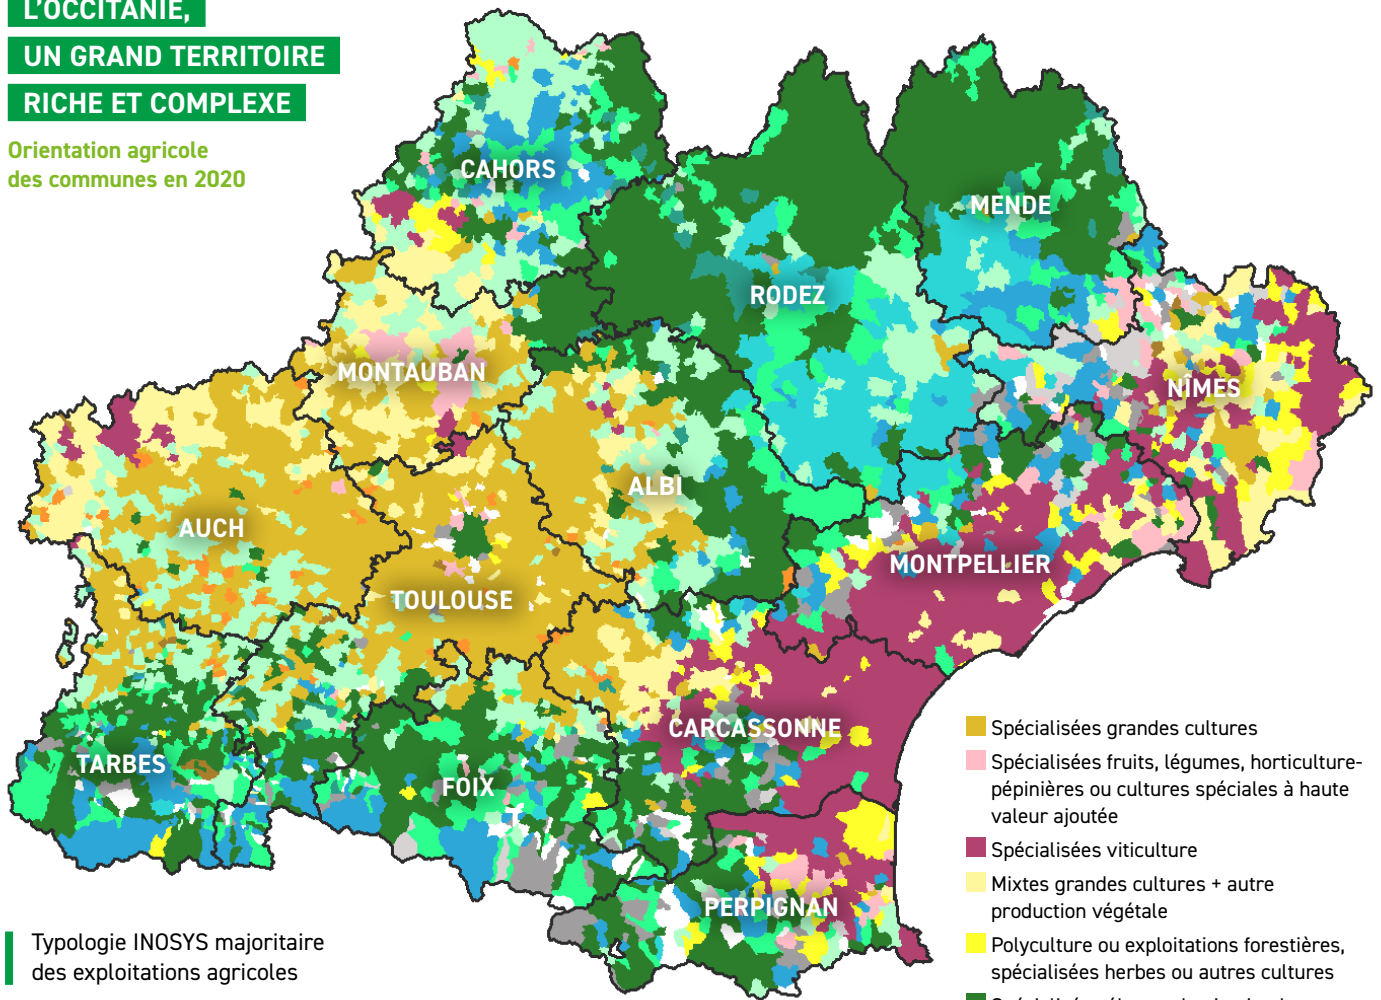 L'OCCITANIE,
UN GRAND TERRITOIRE
RICHE ET COMPLEXE
Orientation agricole
des communes en 2020
CAHORS
MENDE
RODEZ
MONTAUBAN
NÎMES
ALBI
AUCH
MONTPELLIER
TOULOUSE
CARCASSONNE
TARBES
FOIX
PERPIGNAN
Typologie INOSYS majoritaire
des exploitations agricoles
Spécialisées grandes cultures
Spécialisées fruits, légumes, horticulture-
pépinières ou cultures spéciales à haute
valeur ajoutée
Spécialisées viticulture
Mixtes grandes cultures + autre
production végétale
Polyculture ou exploitations forestières,
spécialisées herbes ou autres cultures